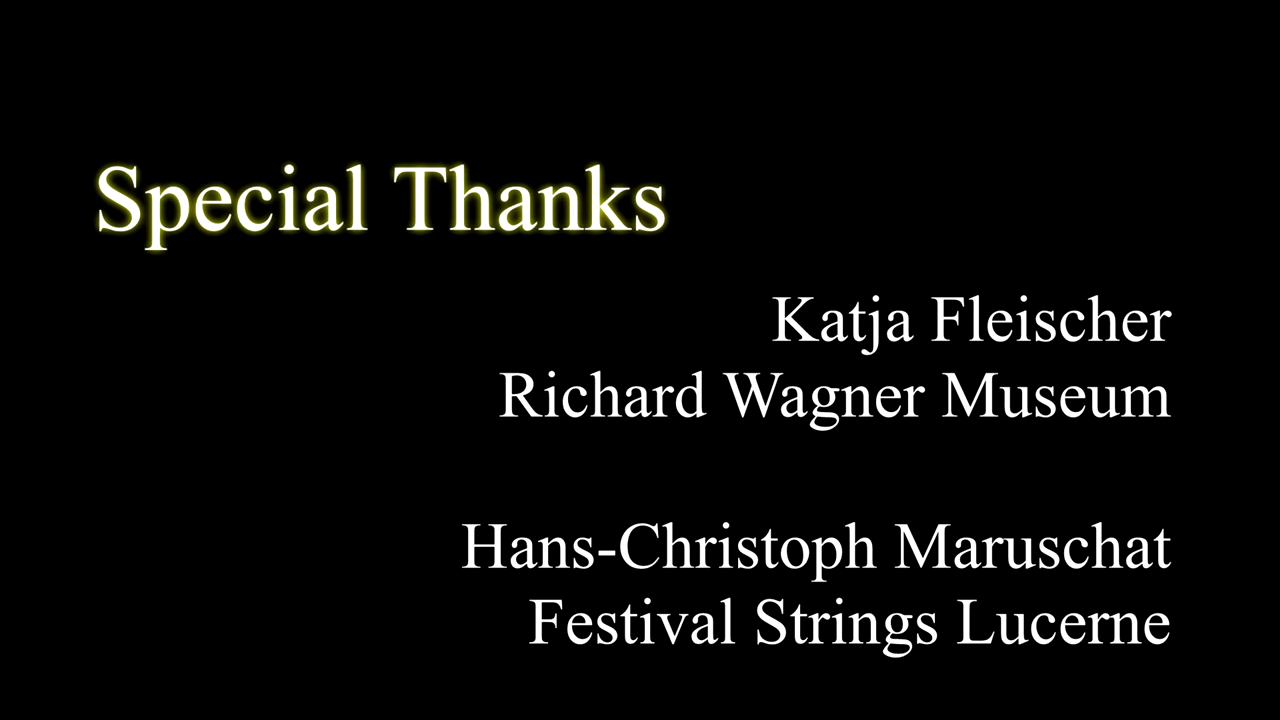 Special Thanks
Katja Fleischer
Richard Wagner Museum
Hans-Christoph Maruschat
Festival Strings Lucerne